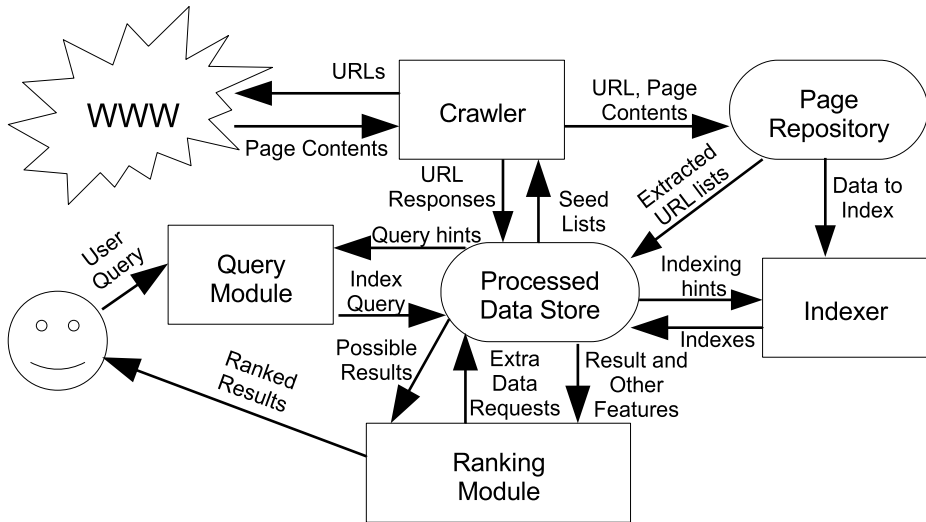 URLs
WWW
Page Contents
Crawler
URL, Page
Contents
Page
Repository
URL
Responses
Seed
Lists
Extracted
URL lists
Data to
Index
User
Query
Query
Module
Query hints
Index
Query
Processed
Data Store
Indexing
hints
Indexes
Indexer
Ranked
Results
Possible
Results
Extra
Data
Requests
Result and
Other
Features
Ranking
Module